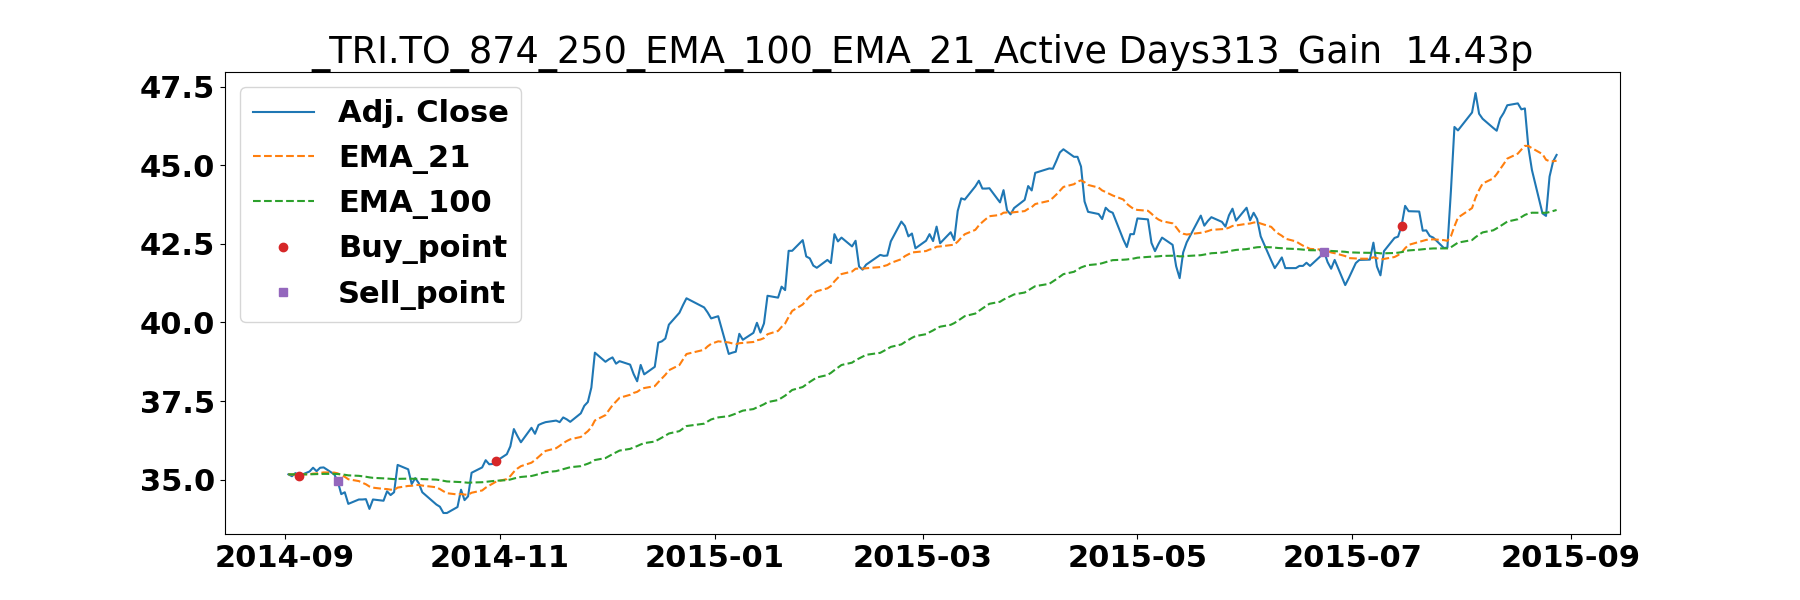 _TRI.TO_874_250_EMA_100_EMA_21_Active Days313_Gain  14.43p
47.5
45.0
42.5
40.0
37.5
35.0
Adj. Close
EMA_21
EMA_100
Buy_point
Sell_point
2014-09 2014-11 2015-01 2015-03 2015-05 2015-07 2015-09